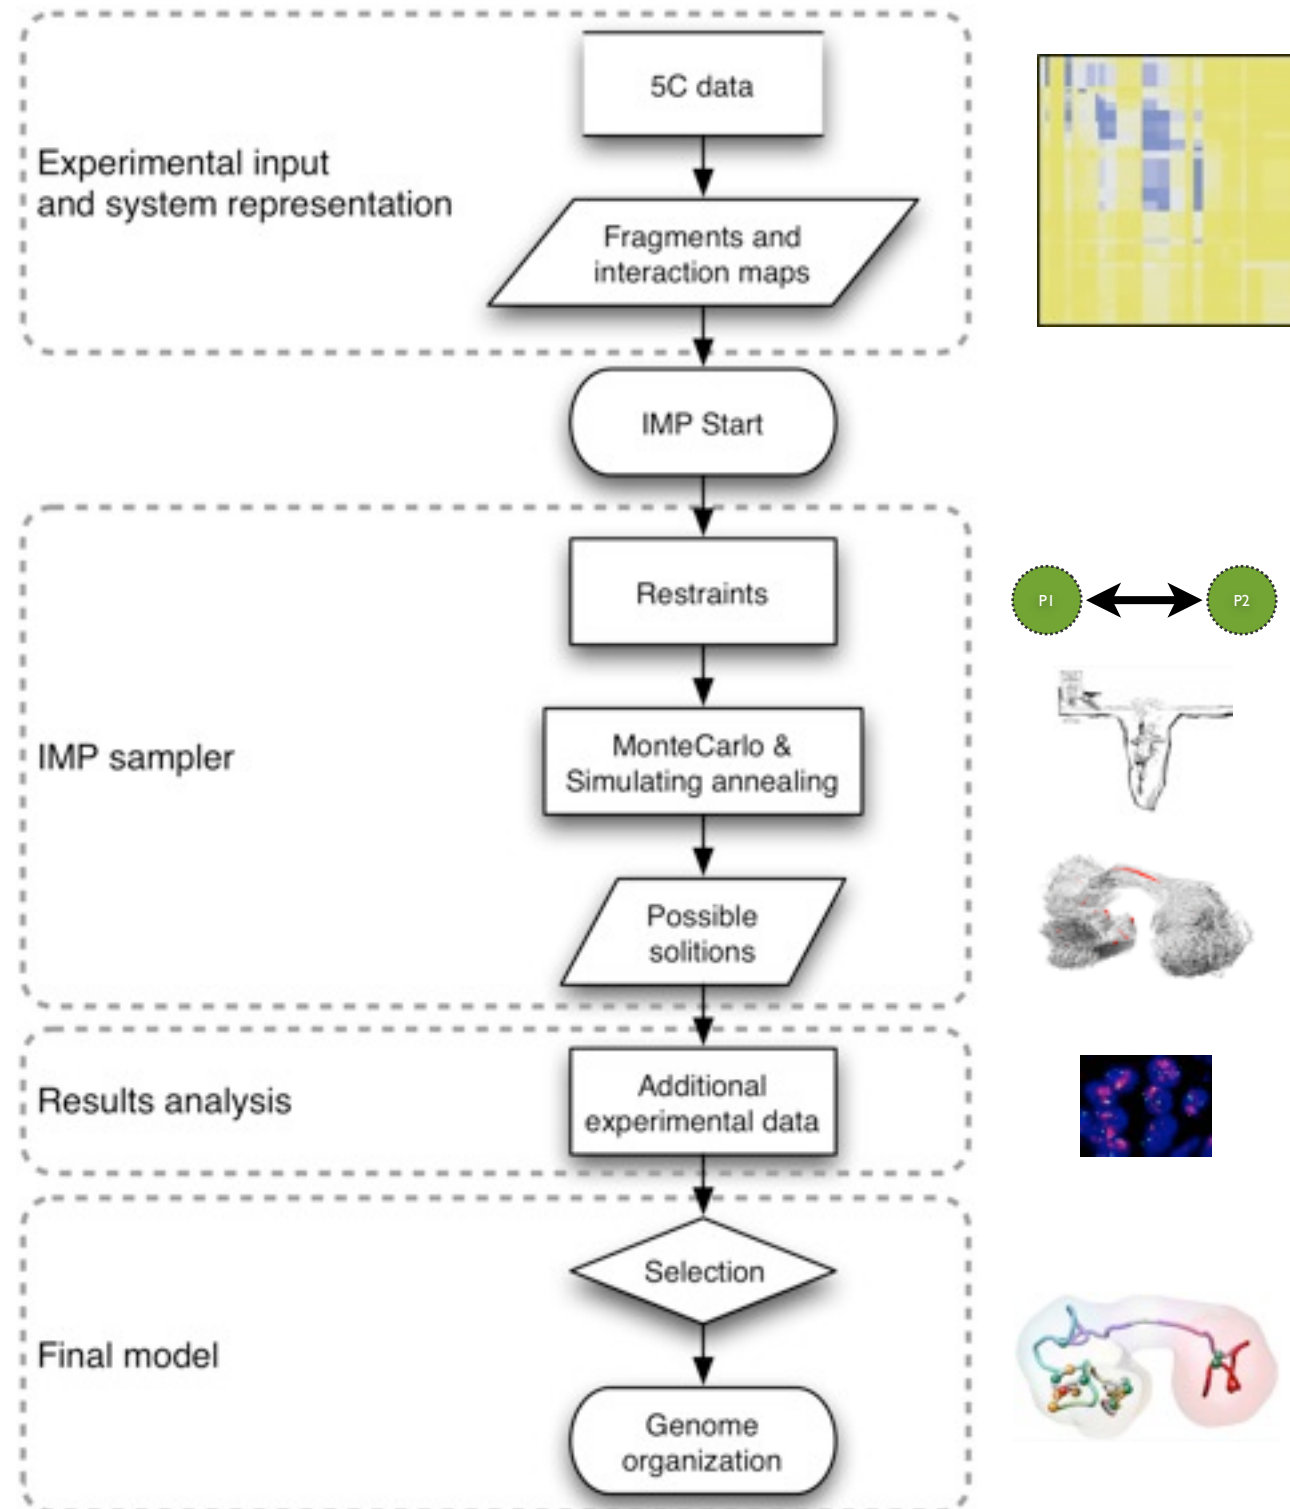 5C data
Experimental input
and system representation
Fragments and
interaction maps
IMP Start
Restraints
P1
P2
IMP sampler
MonteCarlo &
Simulating annealing
Possible
solitions
Results analysis
Additional
experimental data
Selection
Final model
Genome
organization